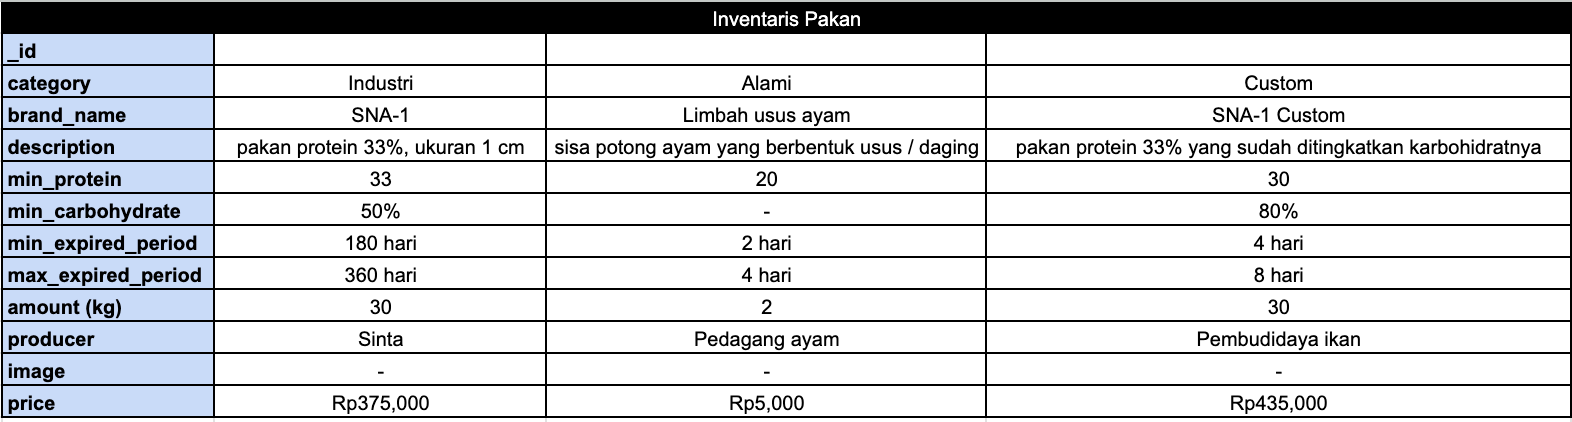 Inventaris Pakan
_id
category Industri Alami Custom
brand_name SNA-1 Limbah usus ayam SNA-1 Custom
description pakan protein 33%, ukuran 1 cm sisa potong ayam yang berbentuk usus / daging pakan protein 33% yang sudah ditingkatkan karbohidratnya
min_protein 33 20 30
min_carbohydrate 50% - 80%
min_expired_period 180 hari 2 hari 4 hari
max_expired_period 360 hari 4 hari 8 hari
amount (kg) 30 2 30
producer Sinta Pedagang ayam Pembudidaya ikan
image - - -
price Rp375,000 Rp5,000 Rp435,000